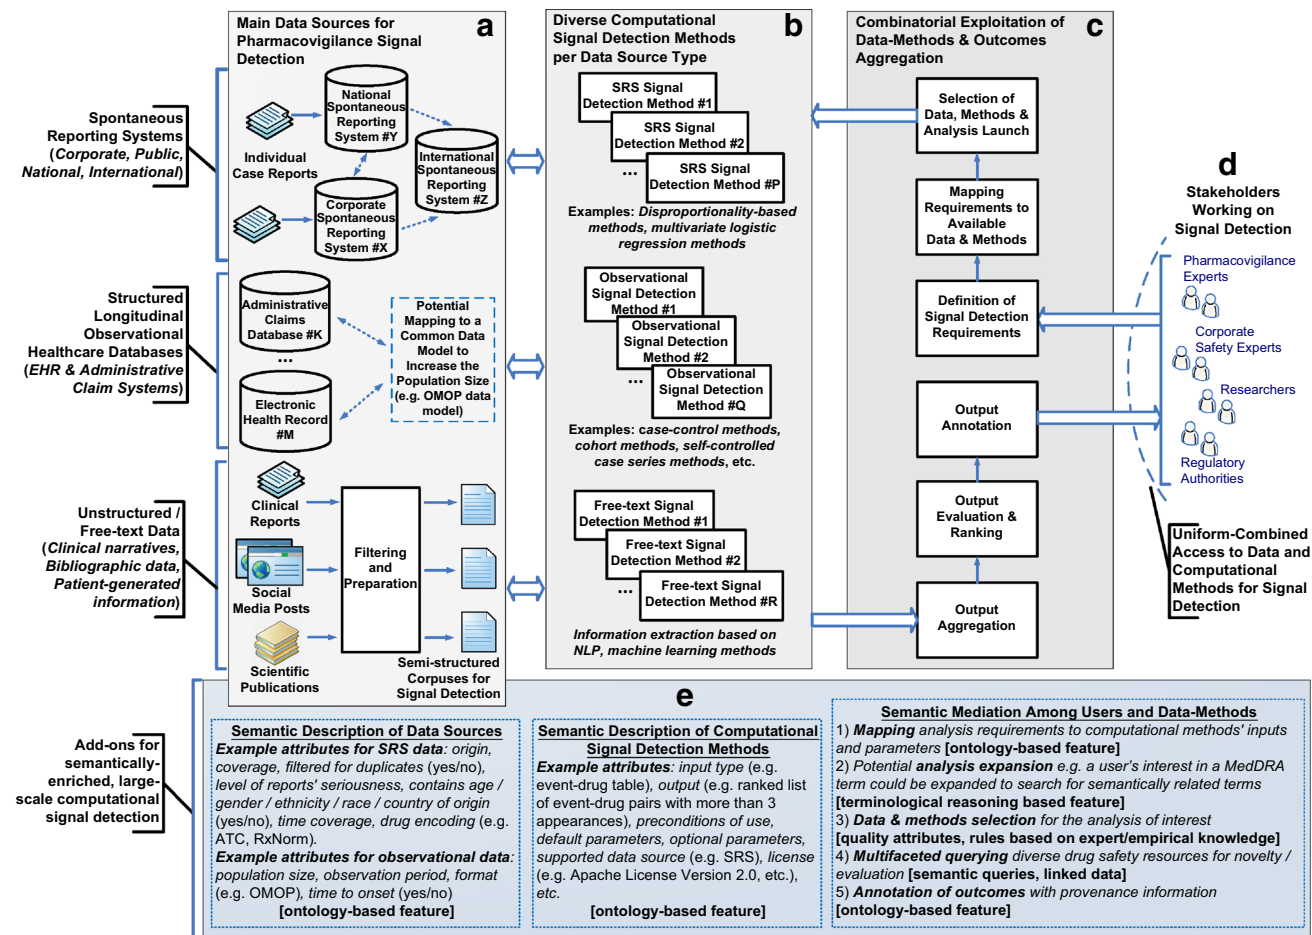 Main Data Sources for
Pharmacovigilance Signal
Detection
a
Spontaneous
Reporting Systems
(Corporate, Public,
National, International)
Individual
Case Reports
National
Spontaneous
Reporting
System #Y
International
Spontaneous
Reporting
System #Z
Corporate
Spontaneous
Reporting
System #X
Structured
Longitudinal
Observational
Healthcare Databases
(EHR & Administrative
Claim Systems)
Administrative
Claims
Database #K
...
Electronic
Health Record
#M
Potential
Mapping to a
Common Data
Model to
Increase the
Population Size
(e.g. OMOP data
model)
Unstructured /
Free-text Data
(Clinical narratives,
Bibliographic data,
Patient-generated
information)
Clinical
Reports
Social
Media Posts
Scientific
Publications
Filtering
and
Preparation
Semi-structured
Corpuses for
Signal Detection
Diverse Computational
Signal Detection Methods
per Data Source Type
b
SRS Signal
Detection Method #1
SRS Signal
Detection Method #2
...
SRS Signal
Detection Method #P
Examples: Disproportionality-based
methods, multivariate logistic
regression methods
Observational
Signal Detection
Method #1
Observational
Signal Detection
Method #2
...
Observational
Signal Detection
Method #Q
Examples: case-control methods,
cohort methods, self-controlled
case series methods, etc.
Free-text Signal
Detection Method #1
Free-text Signal
Detection Method #2
...
Free-text Signal
Detection Method #R
Information extraction based on
NLP, machine learning methods
Combinatorial Exploitation of
Data-Methods & Outcomes
Aggregation
c
Selection of
Data, Methods &
Analysis Launch
Mapping
Requirements to
Available
Data & Methods
Definition of
Signal Detection
Requirements
Output
Annotation
Output
Evaluation &
Ranking
Output
Aggregation
d
Stakeholders
Working on
Signal Detection
Pharmacovigilance
Experts
Corporate
Safety Experts
Researchers
Regulatory
Authorities
Uniform-Combined
Access to Data and
Computational
Methods for Signal
Detection
Add-ons for
semantically-
enriched, large-
scale computational
signal detection
e
Semantic Description of Data Sources
Example attributes for SRS data: origin,
coverage, filtered for duplicates (yes/no),
level of reports' seriousness, contains age /
gender / ethnicity / race / country of origin
(yes/no), time coverage, drug encoding (e.g.
ATC, RxNorm).
Example attributes for observational data:
population size, observation period, format
(e.g. OMOP), time to onset (yes/no)
[ontology-based feature]
Semantic Description of Computational
Signal Detection Methods
Example attributes: input type (e.g.
event-drug table), output (e.g. ranked list
of event-drug pairs with more than 3
appearances), preconditions of use,
default parameters, optional parameters,
supported data source (e.g. SRS), license
(e.g. Apache License Version 2.0, etc.),
etc.
[ontology-based feature]
Semantic Mediation Among Users and Data-Methods
1) Mapping analysis requirements to computational methods' inputs
and parameters [ontology-based feature]
2) Potential analysis expansion e.g. a user's interest in a MedDRA
term could be expanded to search for semantically related terms
[terminological reasoning based feature]
3) Data & methods selection for the analysis of interest
[quality attributes, rules based on expert/empirical knowledge]
4) Multifaceted querying diverse drug safety resources for novelty /
evaluation [semantic queries, linked data]
5) Annotation of outcomes with provenance information
[ontology-based feature]